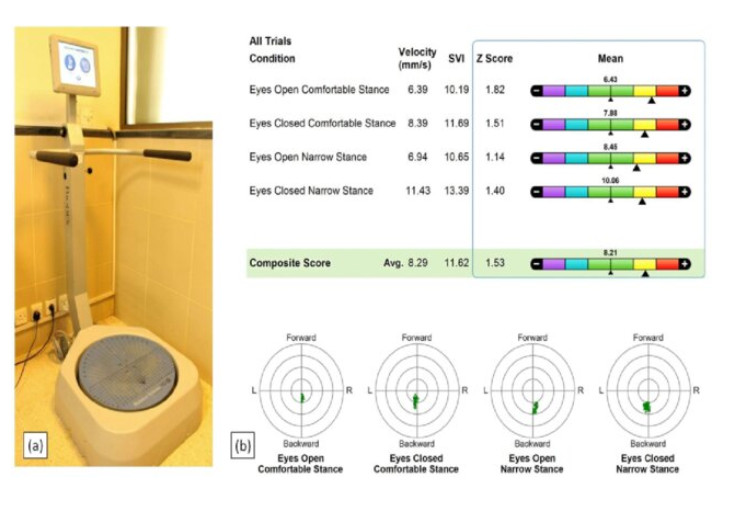 All Trials
Condition Velocity (mm/s) SVI Z Score Mean
Eyes Open Comfortable Stance 6.39 10.19 1.82 6.43
Eyes Closed Comfortable Stance 8.39 11.69 1.51 7.88
Eyes Open Narrow Stance 6.94 10.65 1.14 8.45
Eyes Closed Narrow Stance 11.43 13.39 1.40 10.06
Composite Score Avg. 8.29 11.62 1.53 8.21
Forward Forward Forward Forward
L R L R L R L R
(a) (b) Backward Backward Backward Backward
Eyes Open Eyes Closed Eyes Open Eyes Closed
Comfortable Stance Comfortable Stance Narrow Stance Narrow Stance